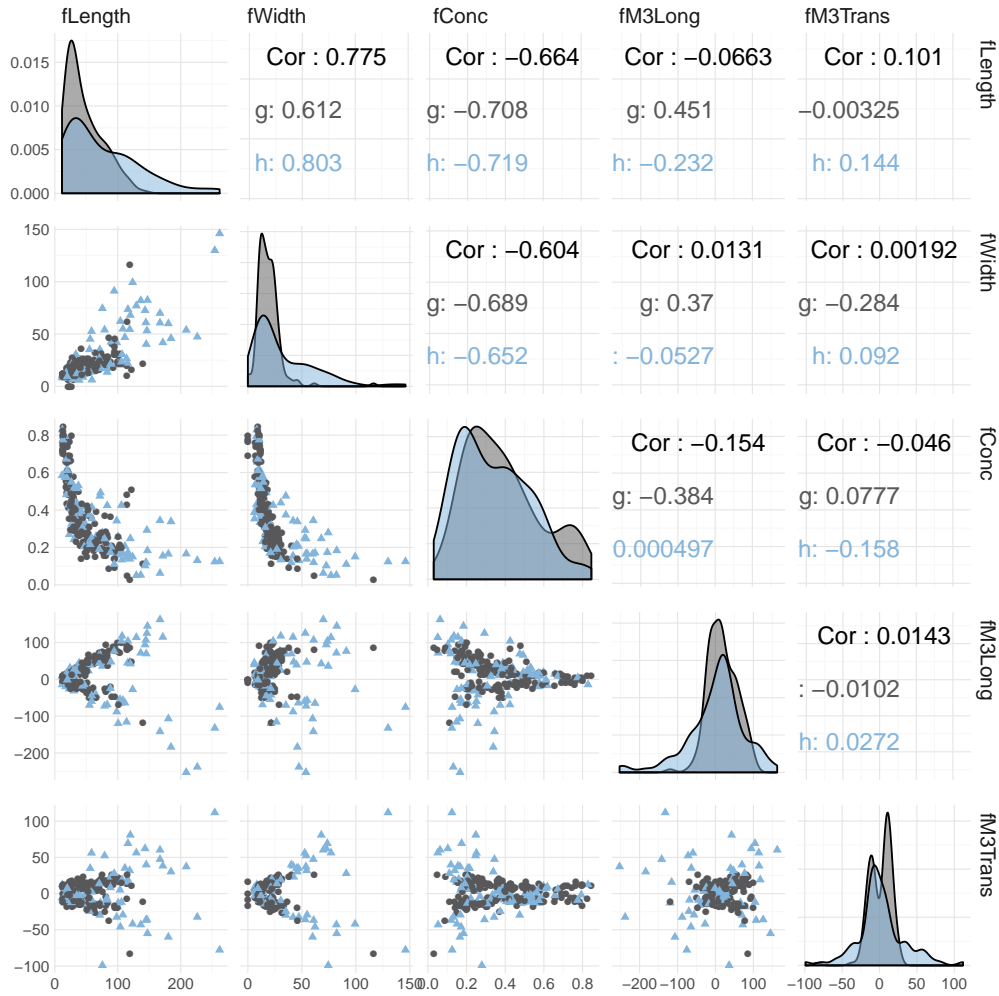 fLength fWidth fConc fM3Long fM3Trans
0.015 Cor : 0.775 Cor : −0.664 Cor : −0.0663 Cor : 0.101 fLength
0.010 g: 0.612 g: −0.708 g: 0.451 −0.00325
0.005 h: 0.803 h: −0.719 h: −0.232 h: 0.144
0.000
150 Cor : −0.604 Cor : 0.0131 Cor : 0.00192 fWidth
100 g: −0.689 g: 0.37 g: −0.284
50 h: −0.652 : −0.0527 h: 0.092
0
0.8 Cor : −0.154 Cor : −0.046 fConc
0.6 g: −0.384 g: 0.0777
0.4
0.2 0.000497 h: −0.158
0.0
100 Cor : 0.0143 fM3Long
0 : −0.0102
−100 h: 0.0272
−200
100 fM3Trans
50
0
−50
−100
0 100 200 0 50 100 150 0.0 0.2 0.4 0.6 0.8 −200 −100 0 100 −100 −50 0 50 100